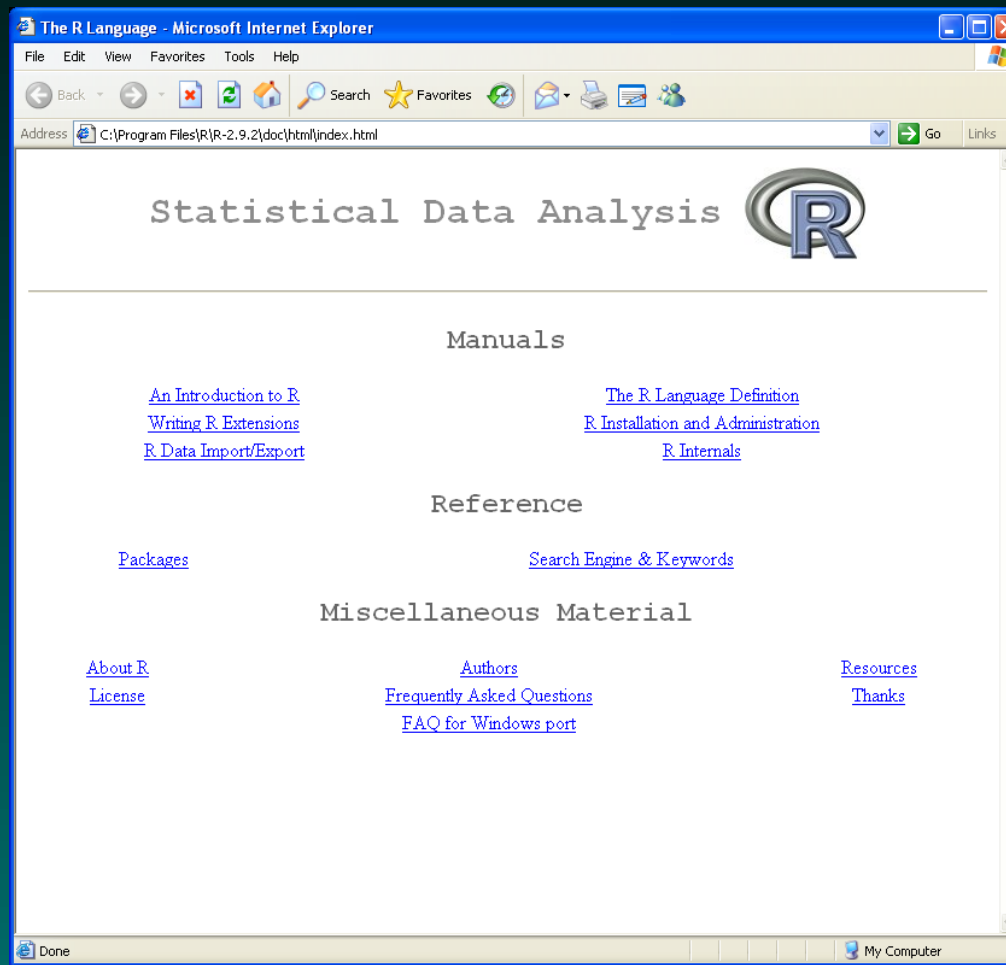 The R Language - Microsoft Internet Explorer
File Edit View Favorites Tools Help
Back Search Favorites
Address C:\Program Files\R\R-2.9.2\doc\html\index.html Go Links
Statistical Data Analysis R
Manuals
An Introduction to R The R Language Definition
Writing R Extensions R Installation and Administration
R Data Import/Export R Internals
Reference
Packages Search Engine & Keywords
Miscellaneous Material
About R Authors Resources
License Frequently Asked Questions Thanks
FAQ for Windows port
Done My Computer